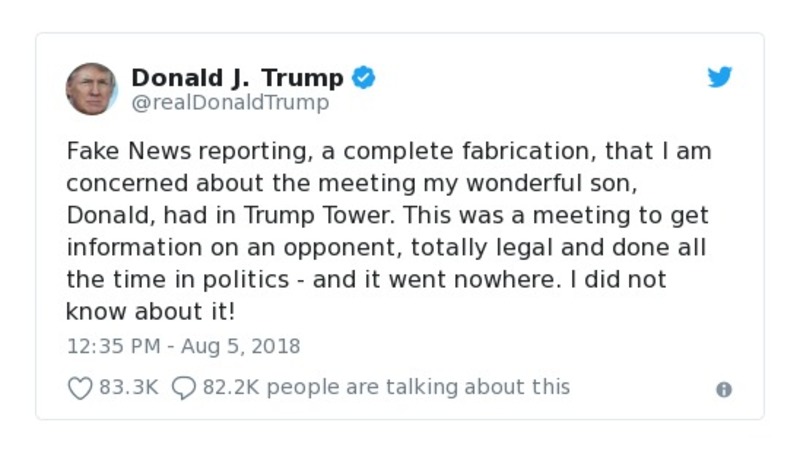 Donald J. Trump
@realDonaldTrump
Fake News reporting, a complete fabrication, that I am
concerned about the meeting my wonderful son,
Donald, had in Trump Tower. This was a meeting to get
information on an opponent, totally legal and done all
the time in politics - and it went nowhere. I did not
know about it!
12:35 PM - Aug 5, 2018
83.3K 82.2K people are talking about this